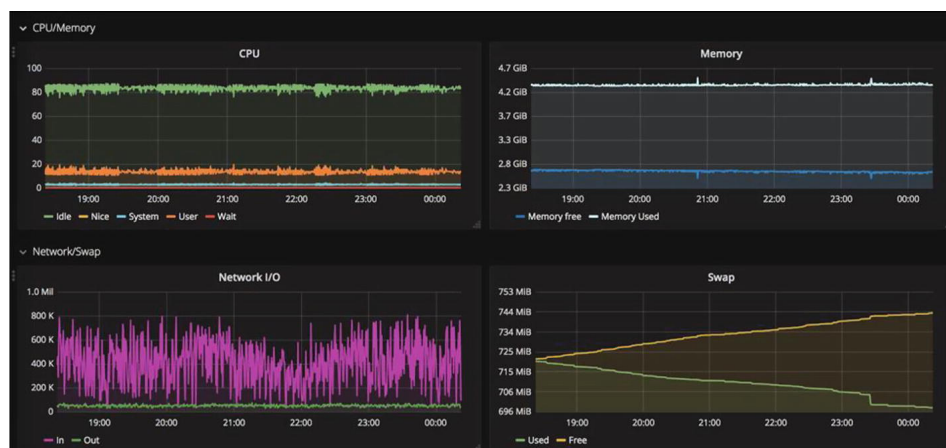 CPU/Memory
CPU
100
80
60
40
20
0
19:00 20:00 21:00 22:00 23:00 00:00
Idle Nice System User Wait
Memory
4.7 GiB
4.2 GiB
3.7 GiB
3.3 GiB
2.8 GiB
2.3 GiB
19:00 20:00 21:00 22:00 23:00 00:00
Memory free Memory Used
Network/Swap
Network I/O
1.0 Mil
800 K
600 K
400 K
200 K
0
19:00 20:00 21:00 22:00 23:00 00:00
In Out
Swap
753 MiB
744 MiB
734 MiB
725 MiB
715 MiB
706 MiB
696 MiB
19:00 20:00 21:00 22:00 23:00 00:00
Used Free